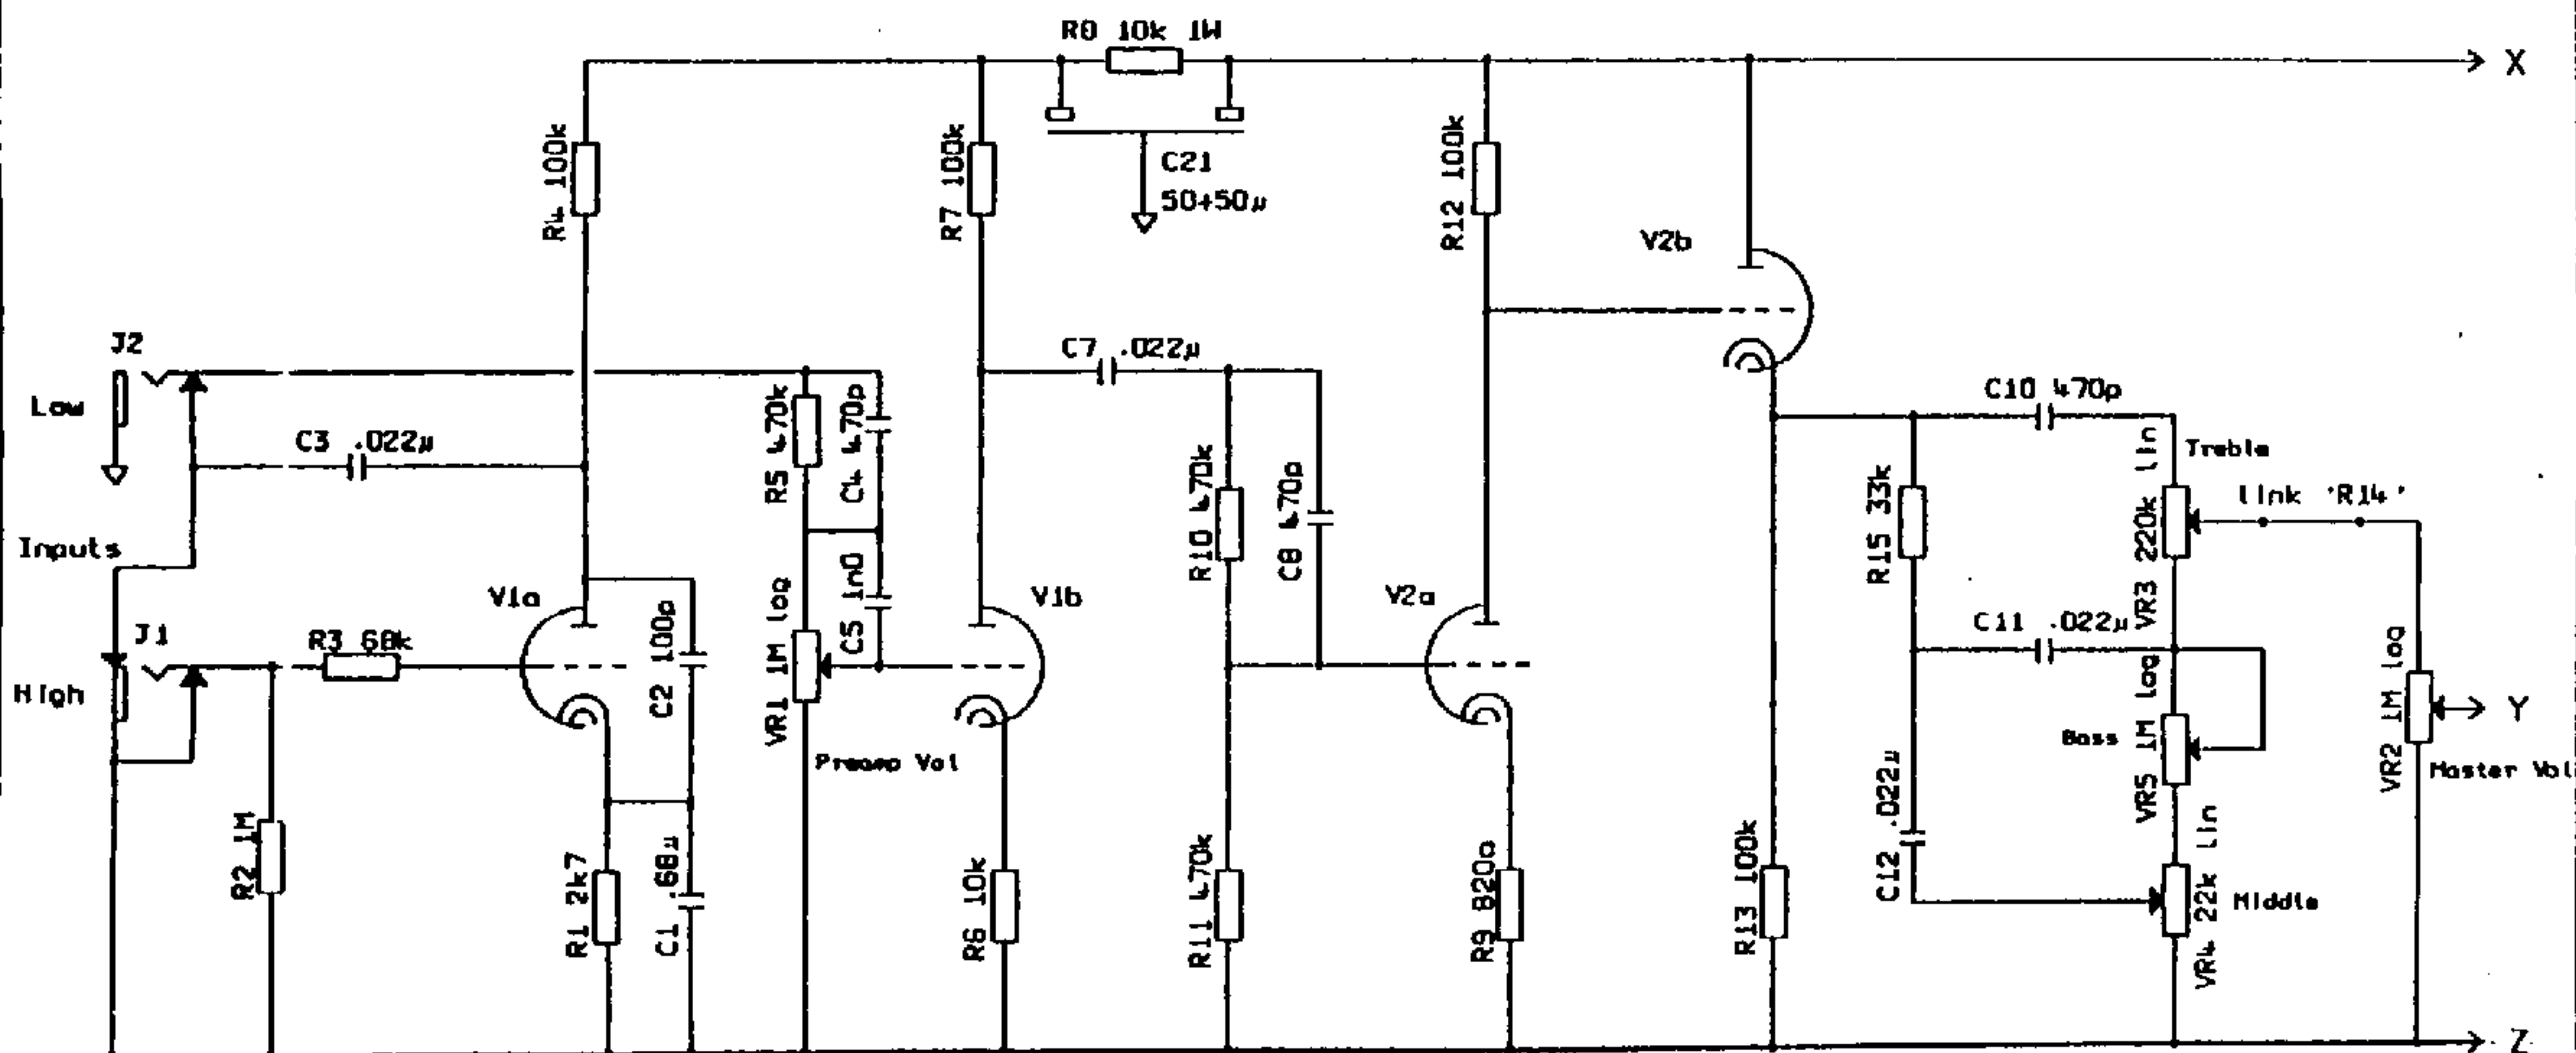 R8 10k 1W
X
R4 100k
R7 100k
C21
50+50µ
R12 100k
V2b
J2
Low
C3 .022µ
R5 470k
C4 470p
C7 .022µ
R10 470k
C8 470p
C10 470p
lin
Treble
link 'R14'
R15 33k
VR3 220k
Inputs
J1
High
R3 68k
V1a
C2 100p
VR1 1M log
C5 1n0
V1b
Preamp Vol
V2a
C11 .022µ
Bass
VR5 1M log
VR2 1M log
Y
Master Vol
R2 1M
R1 2k7
C1 .68µ
R6 10k
R11 470k
R9 820Ω
R13 100k
C12 .022µ
VR4 22k Lin
Middle
Z